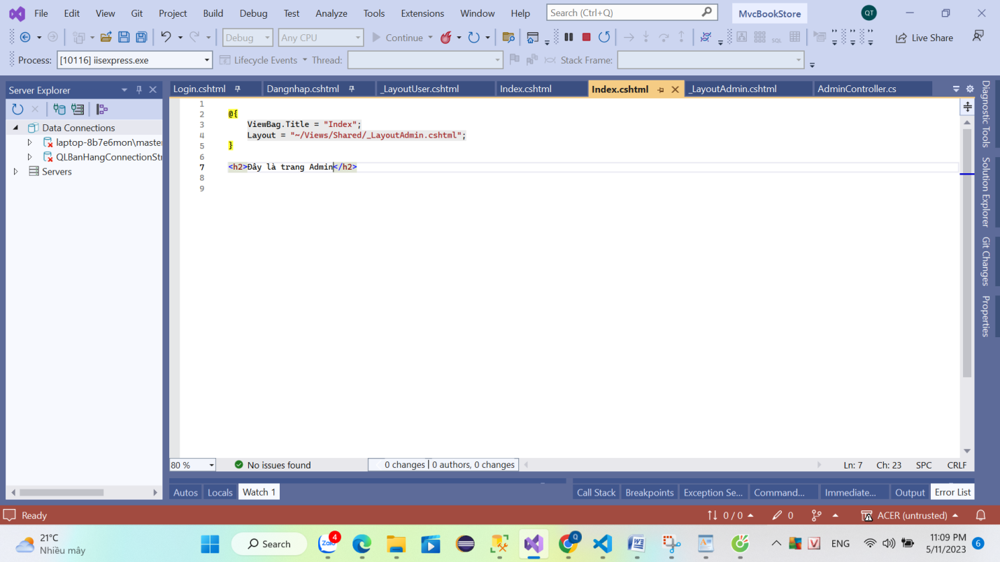 File Edit View Git Project Build Debug Test Analyze Tools Extensions Window Help Search (Ctrl+Q) MvcBookStore QT
Debug Any CPU Continue Live Share
Process: [10116] iisexpress.exe Lifecycle Events Thread: Stack Frame:
Server Explorer
Data Connections
laptop-8b7e6mon\master
QLBanHangConnectionStr
Servers
Login.cshtml Dangnhap.cshtml _LayoutUser.cshtml Index.cshtml Index.cshtml _LayoutAdmin.cshtml AdminController.cs
1
2 @{
3 ViewBag.Title = "Index";
4 Layout = "~/Views/Shared/_LayoutAdmin.cshtml";
5 }
6
7 <h2>Đây là trang Admin</h2>
8
9
Diagnostic Tools
Solution Explorer
Git Changes
Properties
80 % No issues found 0 changes | 0 authors, 0 changes Ln: 7 Ch: 23 SPC CRLF
Autos Locals Watch 1 Call Stack Breakpoints Exception Se... Command... Immediate... Output Error List
Ready 0 / 0 0 ACER (untrusted)
21°C
Nhiều mây
Search Zalo 4 Q
ENG
11:09 PM
5/11/2023
6